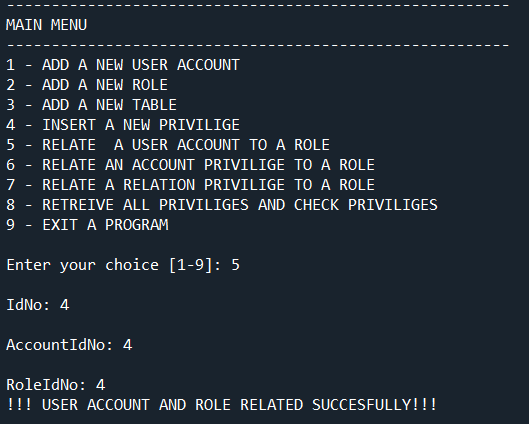 --------------------------------------------------------
MAIN MENU
--------------------------------------------------------
1 - ADD A NEW USER ACCOUNT
2 - ADD A NEW ROLE
3 - ADD A NEW TABLE
4 - INSERT A NEW PRIVILIGE
5 - RELATE  A USER ACCOUNT TO A ROLE
6 - RELATE AN ACCOUNT PRIVILIGE TO A ROLE
7 - RELATE A RELATION PRIVILIGE TO A ROLE
8 - RETREIVE ALL PRIVILIGES AND CHECK PRIVILIGES
9 - EXIT A PROGRAM
Enter your choice [1-9]: 5
IdNo: 4
AccountIdNo: 4
RoleIdNo: 4
!!! USER ACCOUNT AND ROLE RELATED SUCCESFULLY!!!